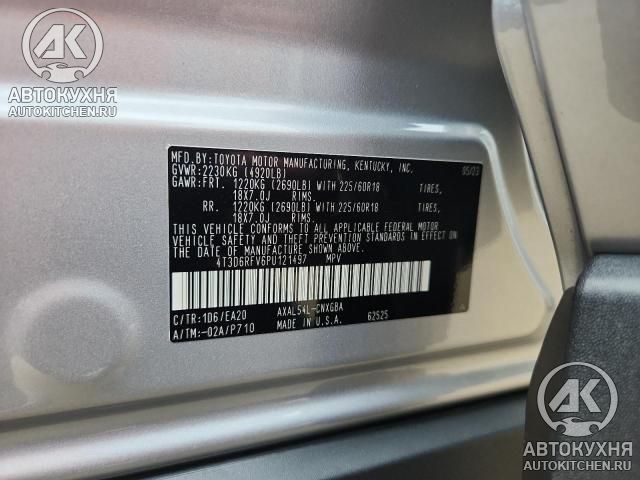 АК
АВТОКУХНЯ
AUTOKITCHEN.RU
MFD.BY:TOYOTA MOTOR MANUFACTURING, KENTUCKY, INC. 05/23
GVWR:2230KG (4920LB)
GAWR:FRT. 1220KG (2690LB) WITH 225/60R18 TIRES,
18X7.0J RIMS.
RR. 1220KG (2690LB) WITH 225/60R18 TIRES,
18X7.0J RIMS.
THIS VEHICLE CONFORMS TO ALL APPLICABLE FEDERAL MOTOR
VEHICLE SAFETY AND THEFT PREVENTION STANDARDS IN EFFECT
ON THE DATE OF MANUFACTURE SHOWN ABOVE.
4T3D6RFV6PU121497 MPV
C/TR:1D6/EA20 AXAL54L-CNXGBA
A/TM:-02A/P710 MADE IN U.S.A. 62525
АК
АВТОКУХНЯ
AUTOKITCHEN.RU